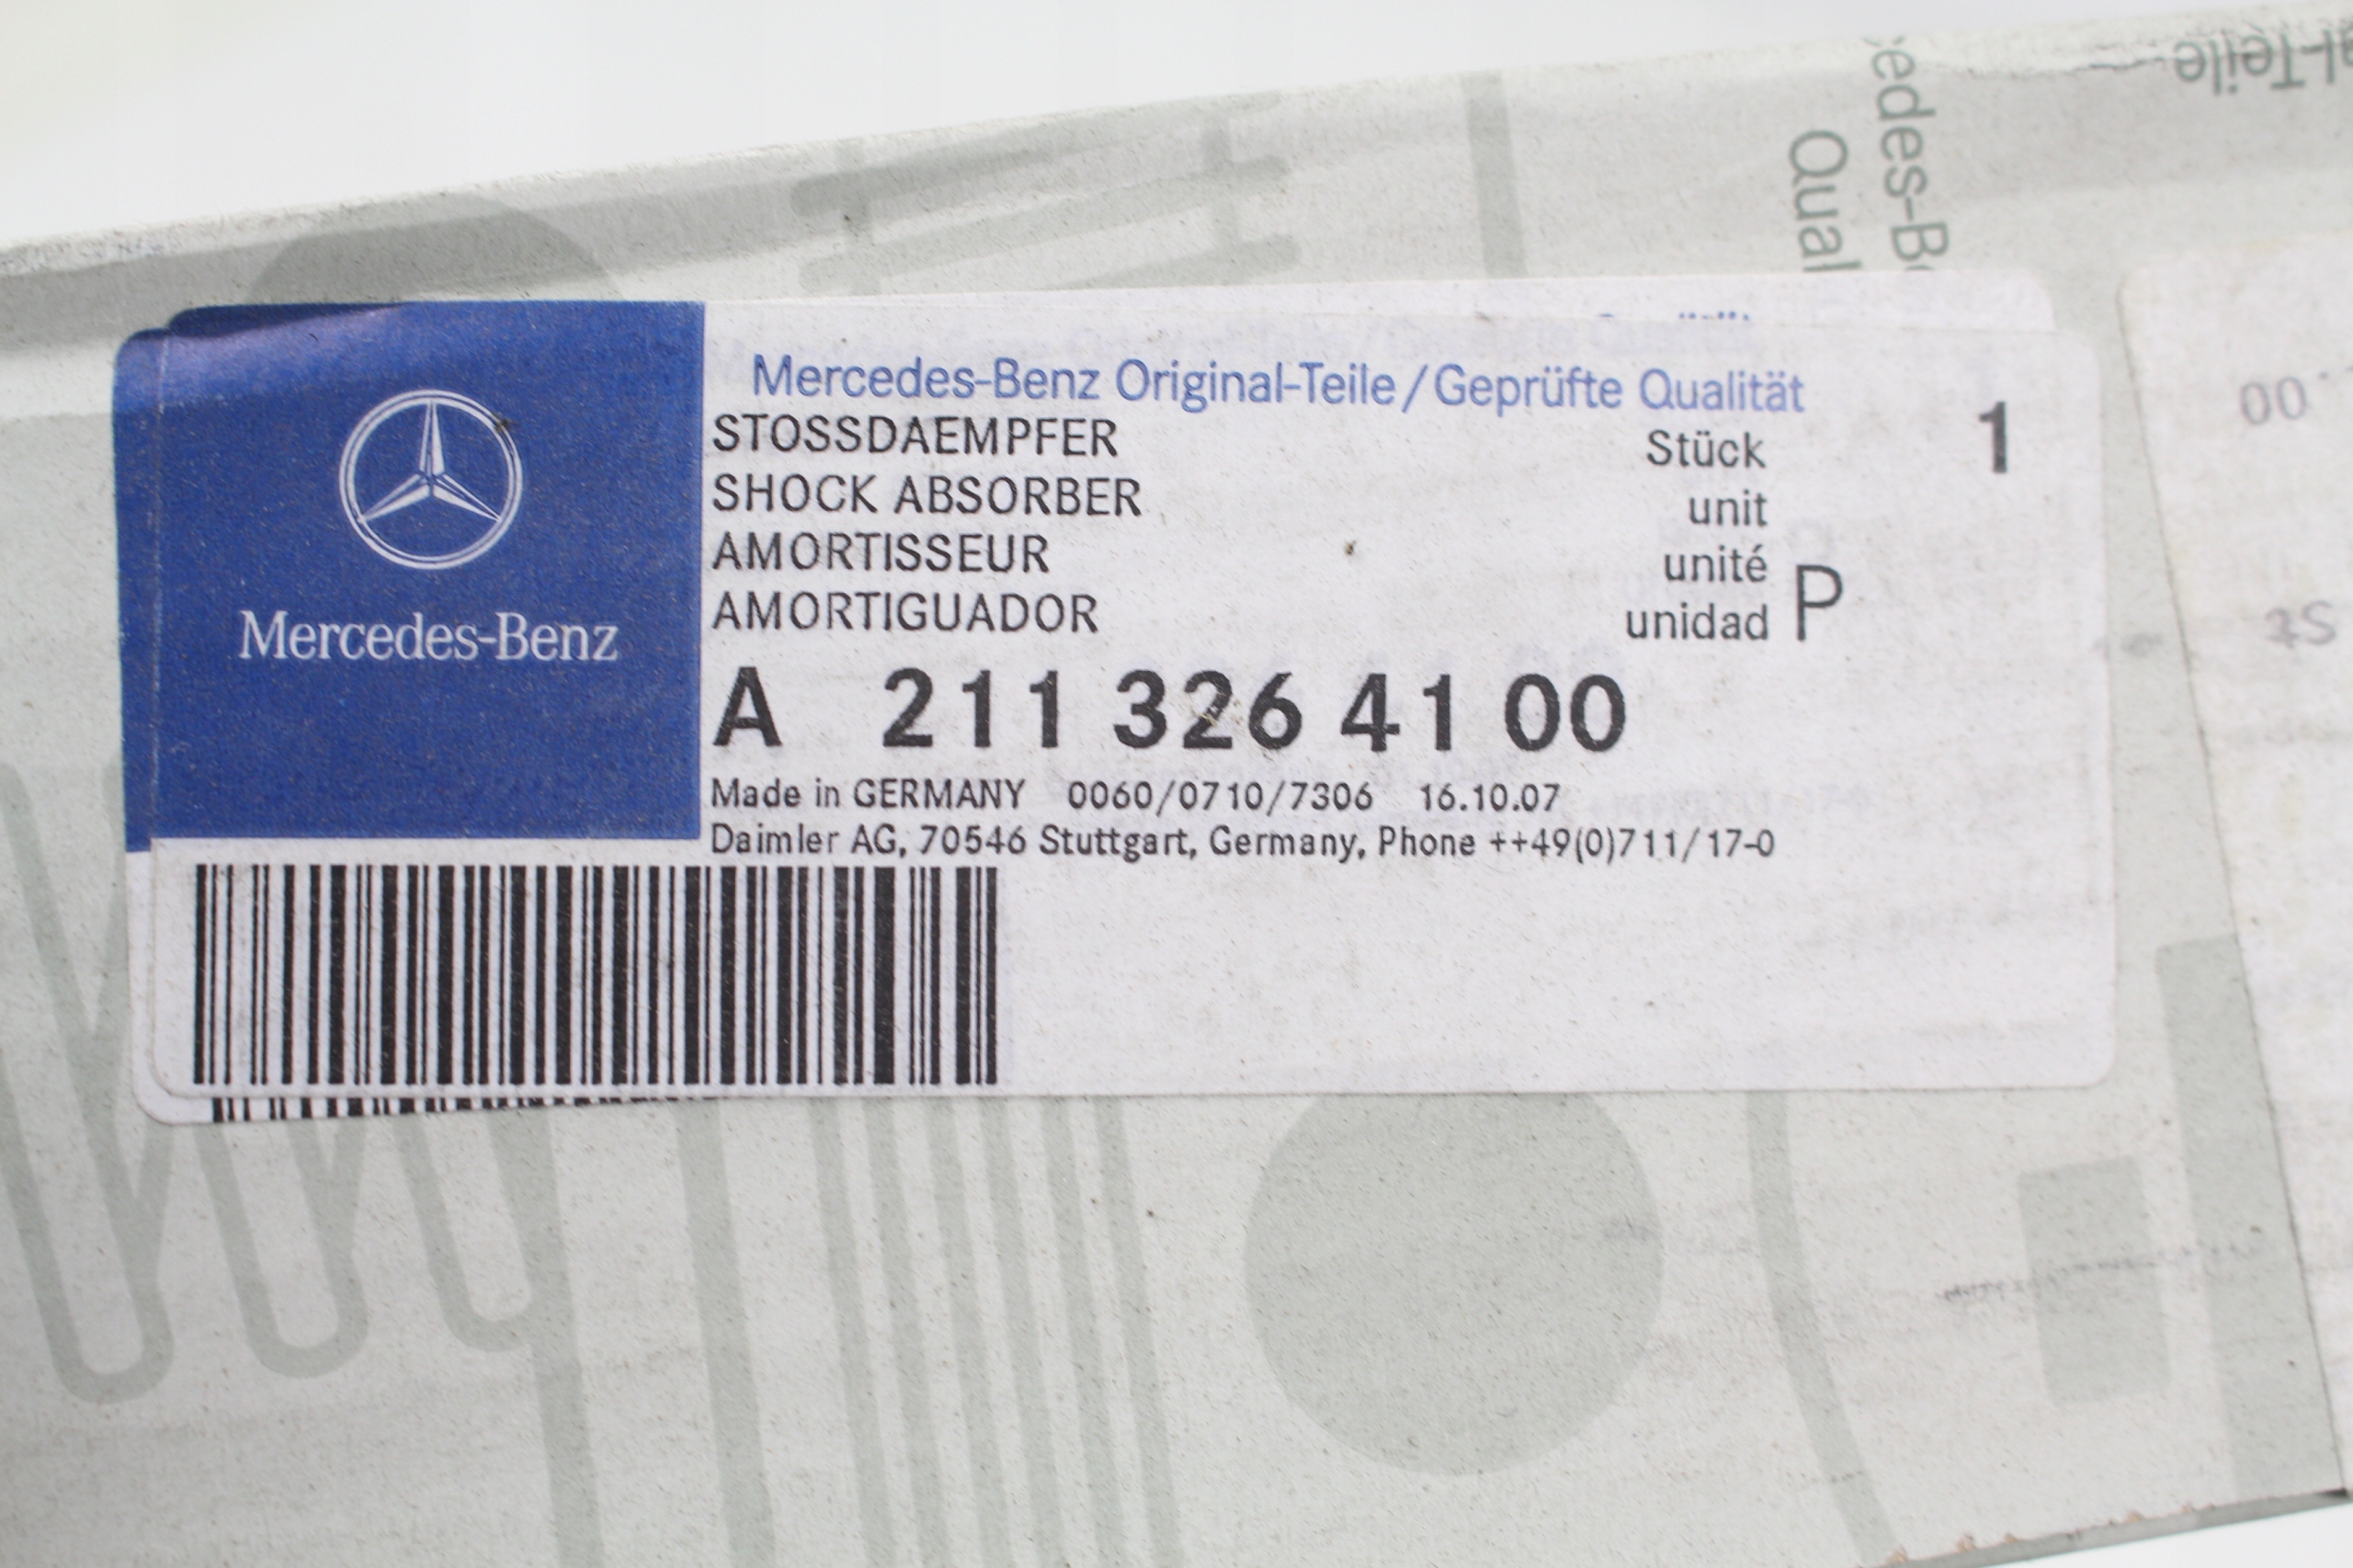 edes-B
Qual
l-Teile
Mercedes-Benz
Mercedes-Benz Original-Teile/Geprüfte Qualität
STOSSDAEMPFER Stück 1
SHOCK ABSORBER unit
AMORTISSEUR unité
AMORTIGUADOR unidad P
A 211 326 41 00
Made in GERMANY 0060/0710/7306 16.10.07
Daimler AG, 70546 Stuttgart, Germany, Phone ++49(0)711/17-0
00